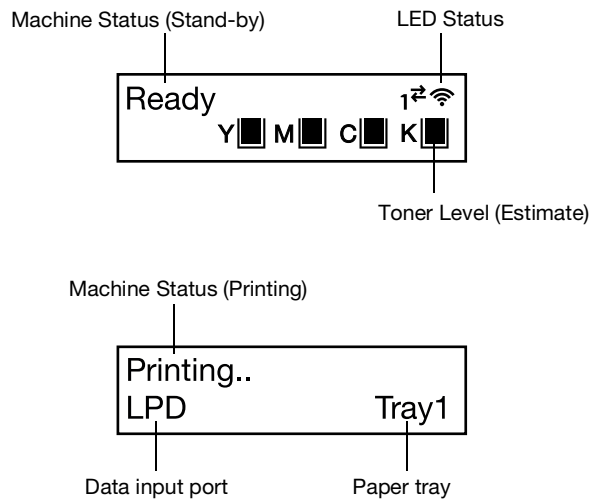 Machine Status (Stand-by) LED Status
Ready 1
Y M C K
Toner Level (Estimate)
Machine Status (Printing)
Printing..
LPD Tray1
Data input port Paper tray